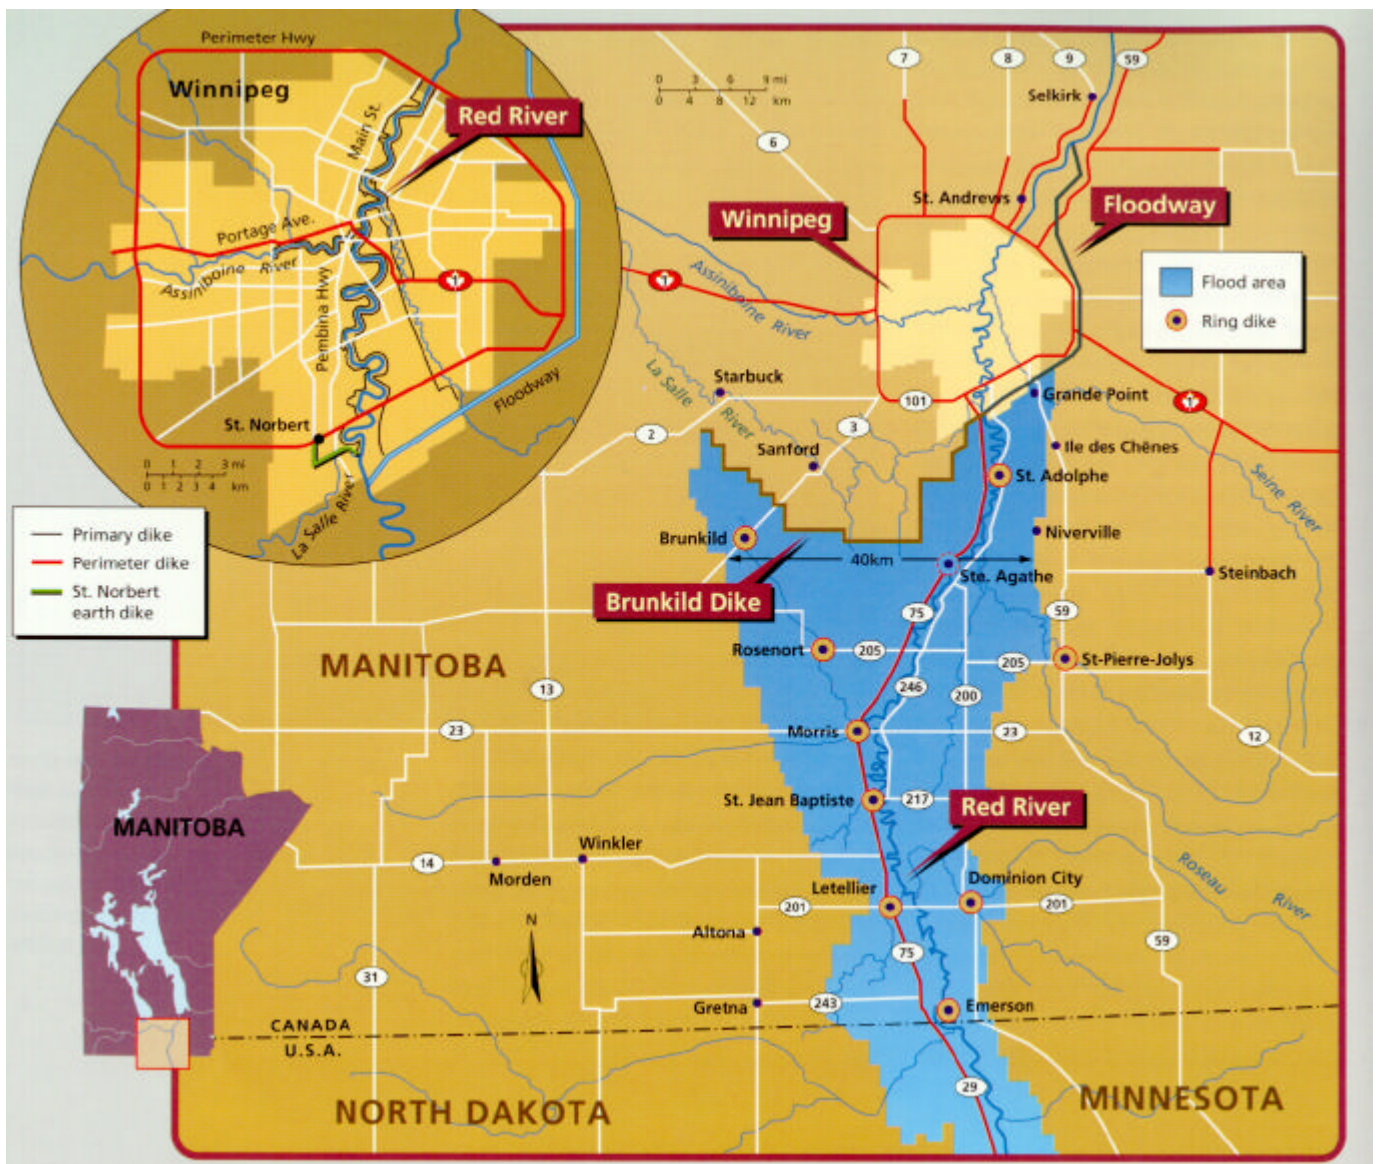 Perimeter Hwy
Winnipeg
Main St.
Red River
Portage Ave.
Assiniboine River
1
Pembina Hwy
Floodway
St. Norbert
0 1 2 3 mi
0 1 2 3 4 km
La Salle River
Primary dike
Perimeter dike
St. Norbert
earth dike
0 3 6 9 mi
0 4 8 12 km
7
8
9
59
Selkirk
6
St. Andrews
Winnipeg
Floodway
Flood area
Ring dike
1
Assiniboine River
La Salle River
Starbuck
101
Grande Point
1
2
3
Sanford
Ile des Chênes
St. Adolphe
Seine River
Brunkild
Niverville
40km
Ste. Agathe
Steinbach
Brunkild Dike
75
59
MANITOBA
Rosenort
205
205
St-Pierre-Jolys
13
246
200
23
Morris
23
12
St. Jean Baptiste
217
Red River
MANITOBA
Winkler
14
Morden
Roseau River
Letellier
Dominion City
201
201
N
Altona
75
59
31
Gretna
243
Emerson
CANADA
U.S.A.
29
NORTH DAKOTA
MINNESOTA